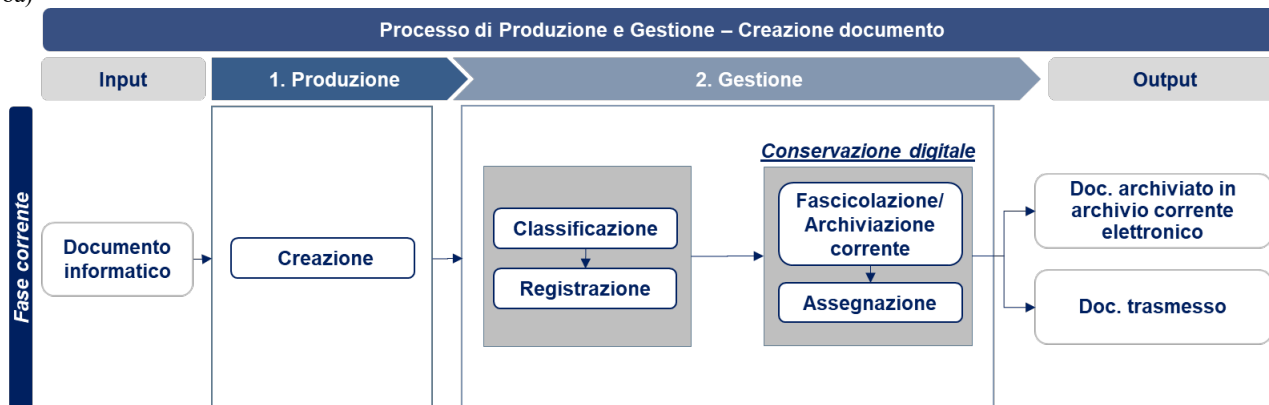 Processo di Produzione e Gestione – Creazione documento
Input
1. Produzione
2. Gestione
Output
Fase corrente
Documento
informatico
Creazione
Classificazione
Registrazione
Conservazione digitale
Fascicolazione/
Archiviazione
corrente
Assegnazione
Doc. archiviato in
archivio corrente
elettronico
Doc. trasmesso